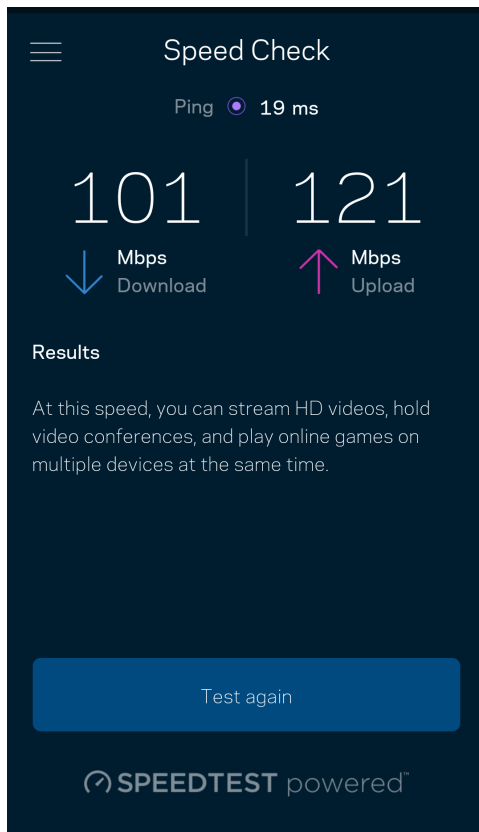 Speed Check
Ping 19 ms
101 121
Mbps Mbps
Download Upload
Results
At this speed, you can stream HD videos, hold
video conferences, and play online games on
multiple devices at the same time.
Test again
SPEEDTEST powered™